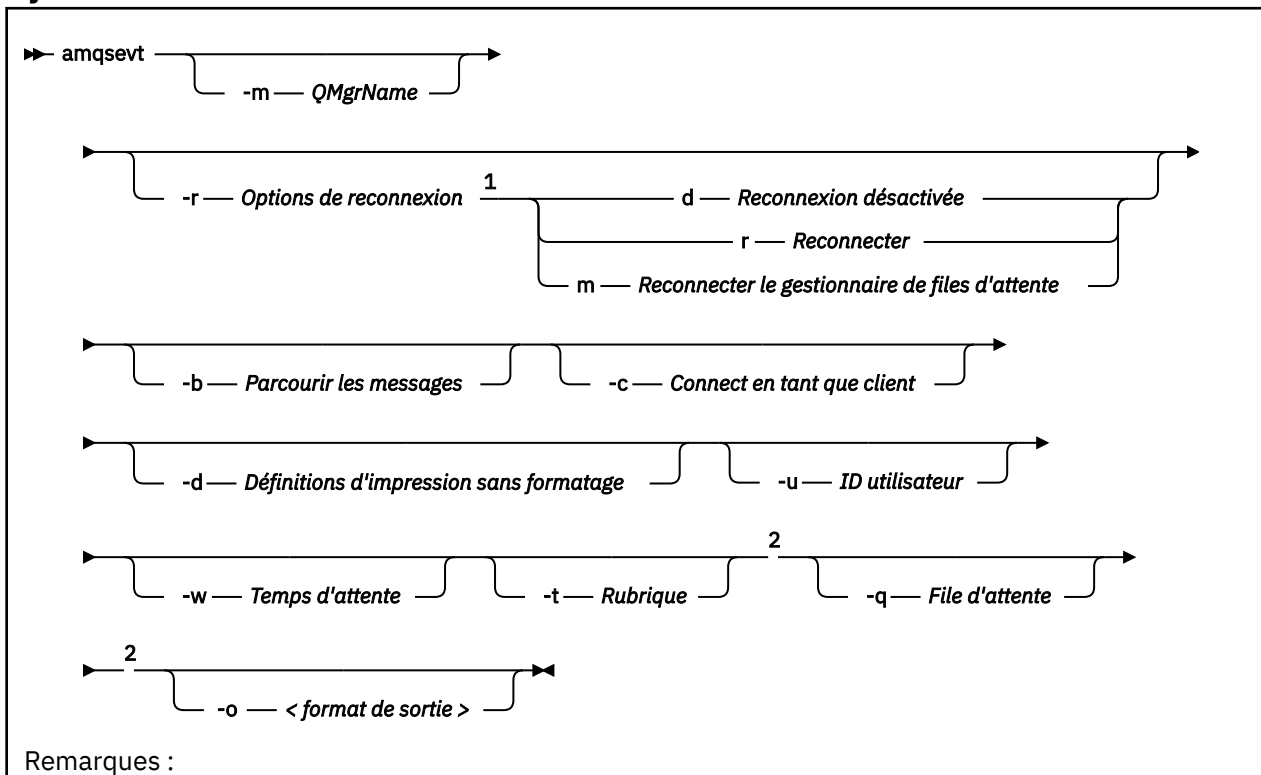 amqsevt
-m QMgrName
-r Options de reconnexion 1 d Reconnexion désactivée
r Reconnecter
m Reconnecter le gestionnaire de files d'attente
-b Parcourir les messages -c Connect en tant que client
-d Définitions d'impression sans formatage -u ID utilisateur
-w Temps d'attente -t Rubrique 2 -q File d'attente
2 -o < format de sortie >
Remarques :